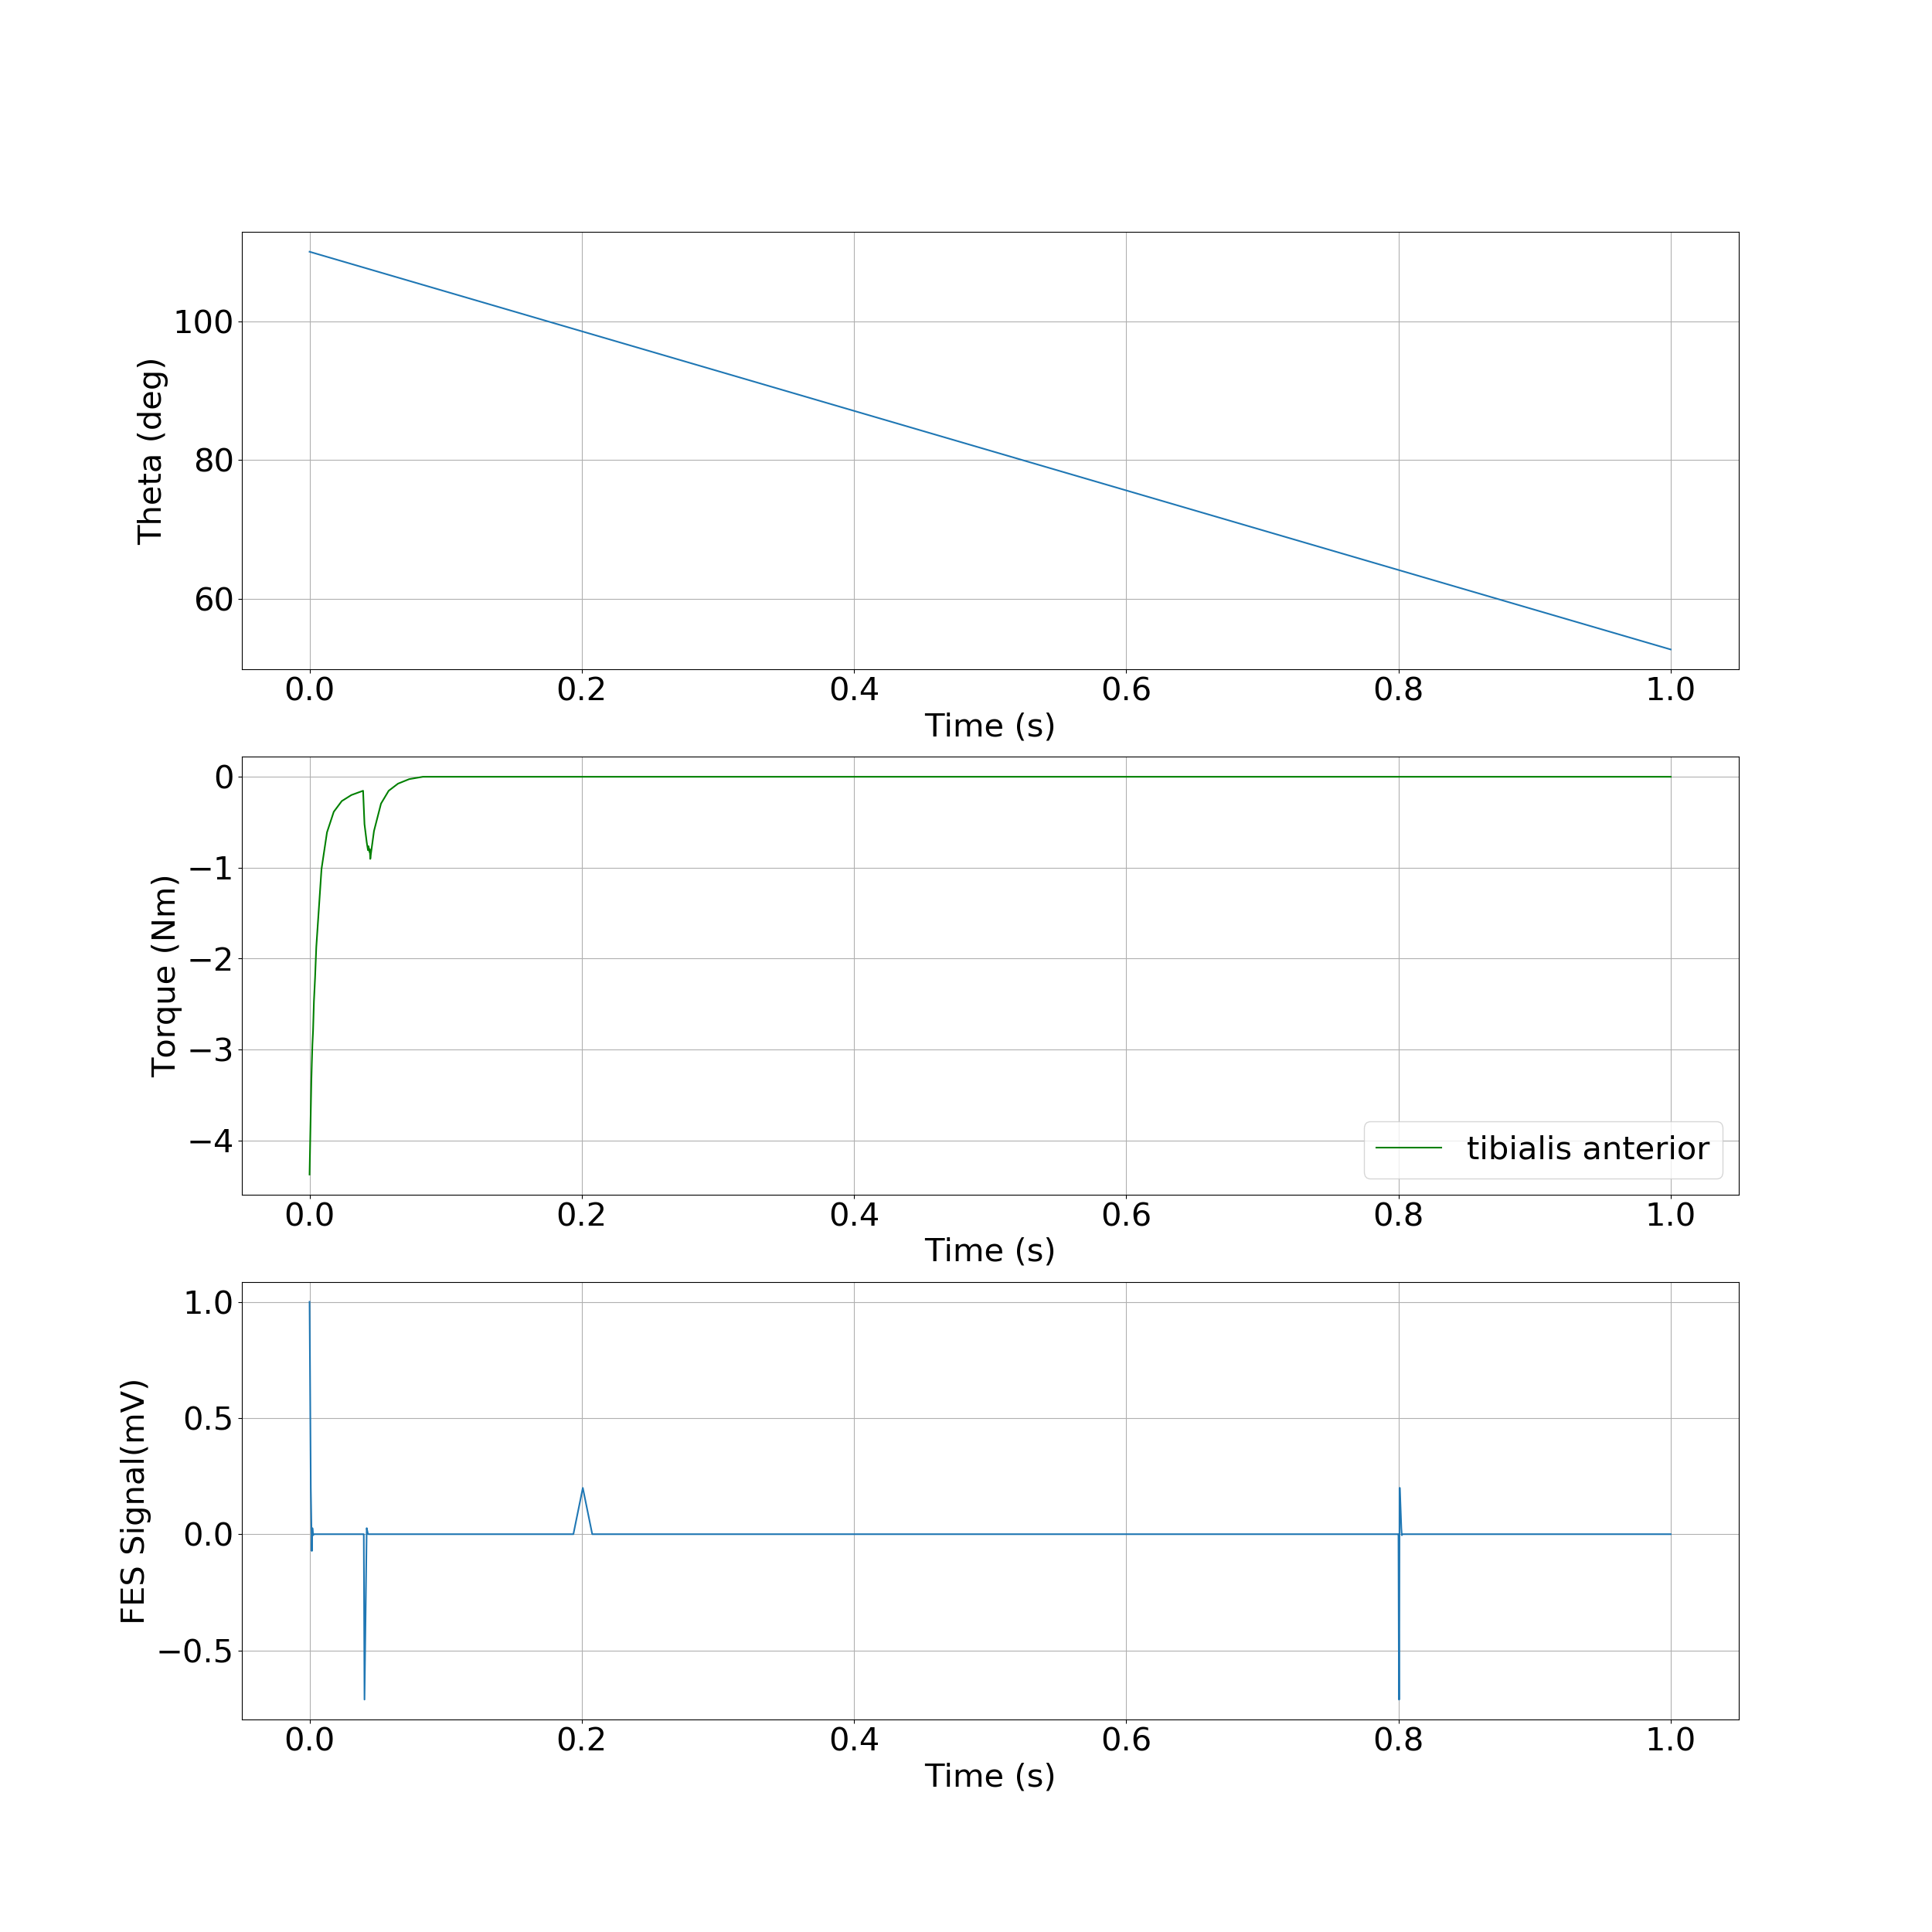 100
80
60
Theta (deg)
0.0 0.2 0.4 0.6 0.8 1.0
Time (s)
0
−1
−2
−3
−4
Torque (Nm)
tibialis anterior
0.0 0.2 0.4 0.6 0.8 1.0
Time (s)
1.0
0.5
0.0
−0.5
FES Signal(mV)
0.0 0.2 0.4 0.6 0.8 1.0
Time (s)